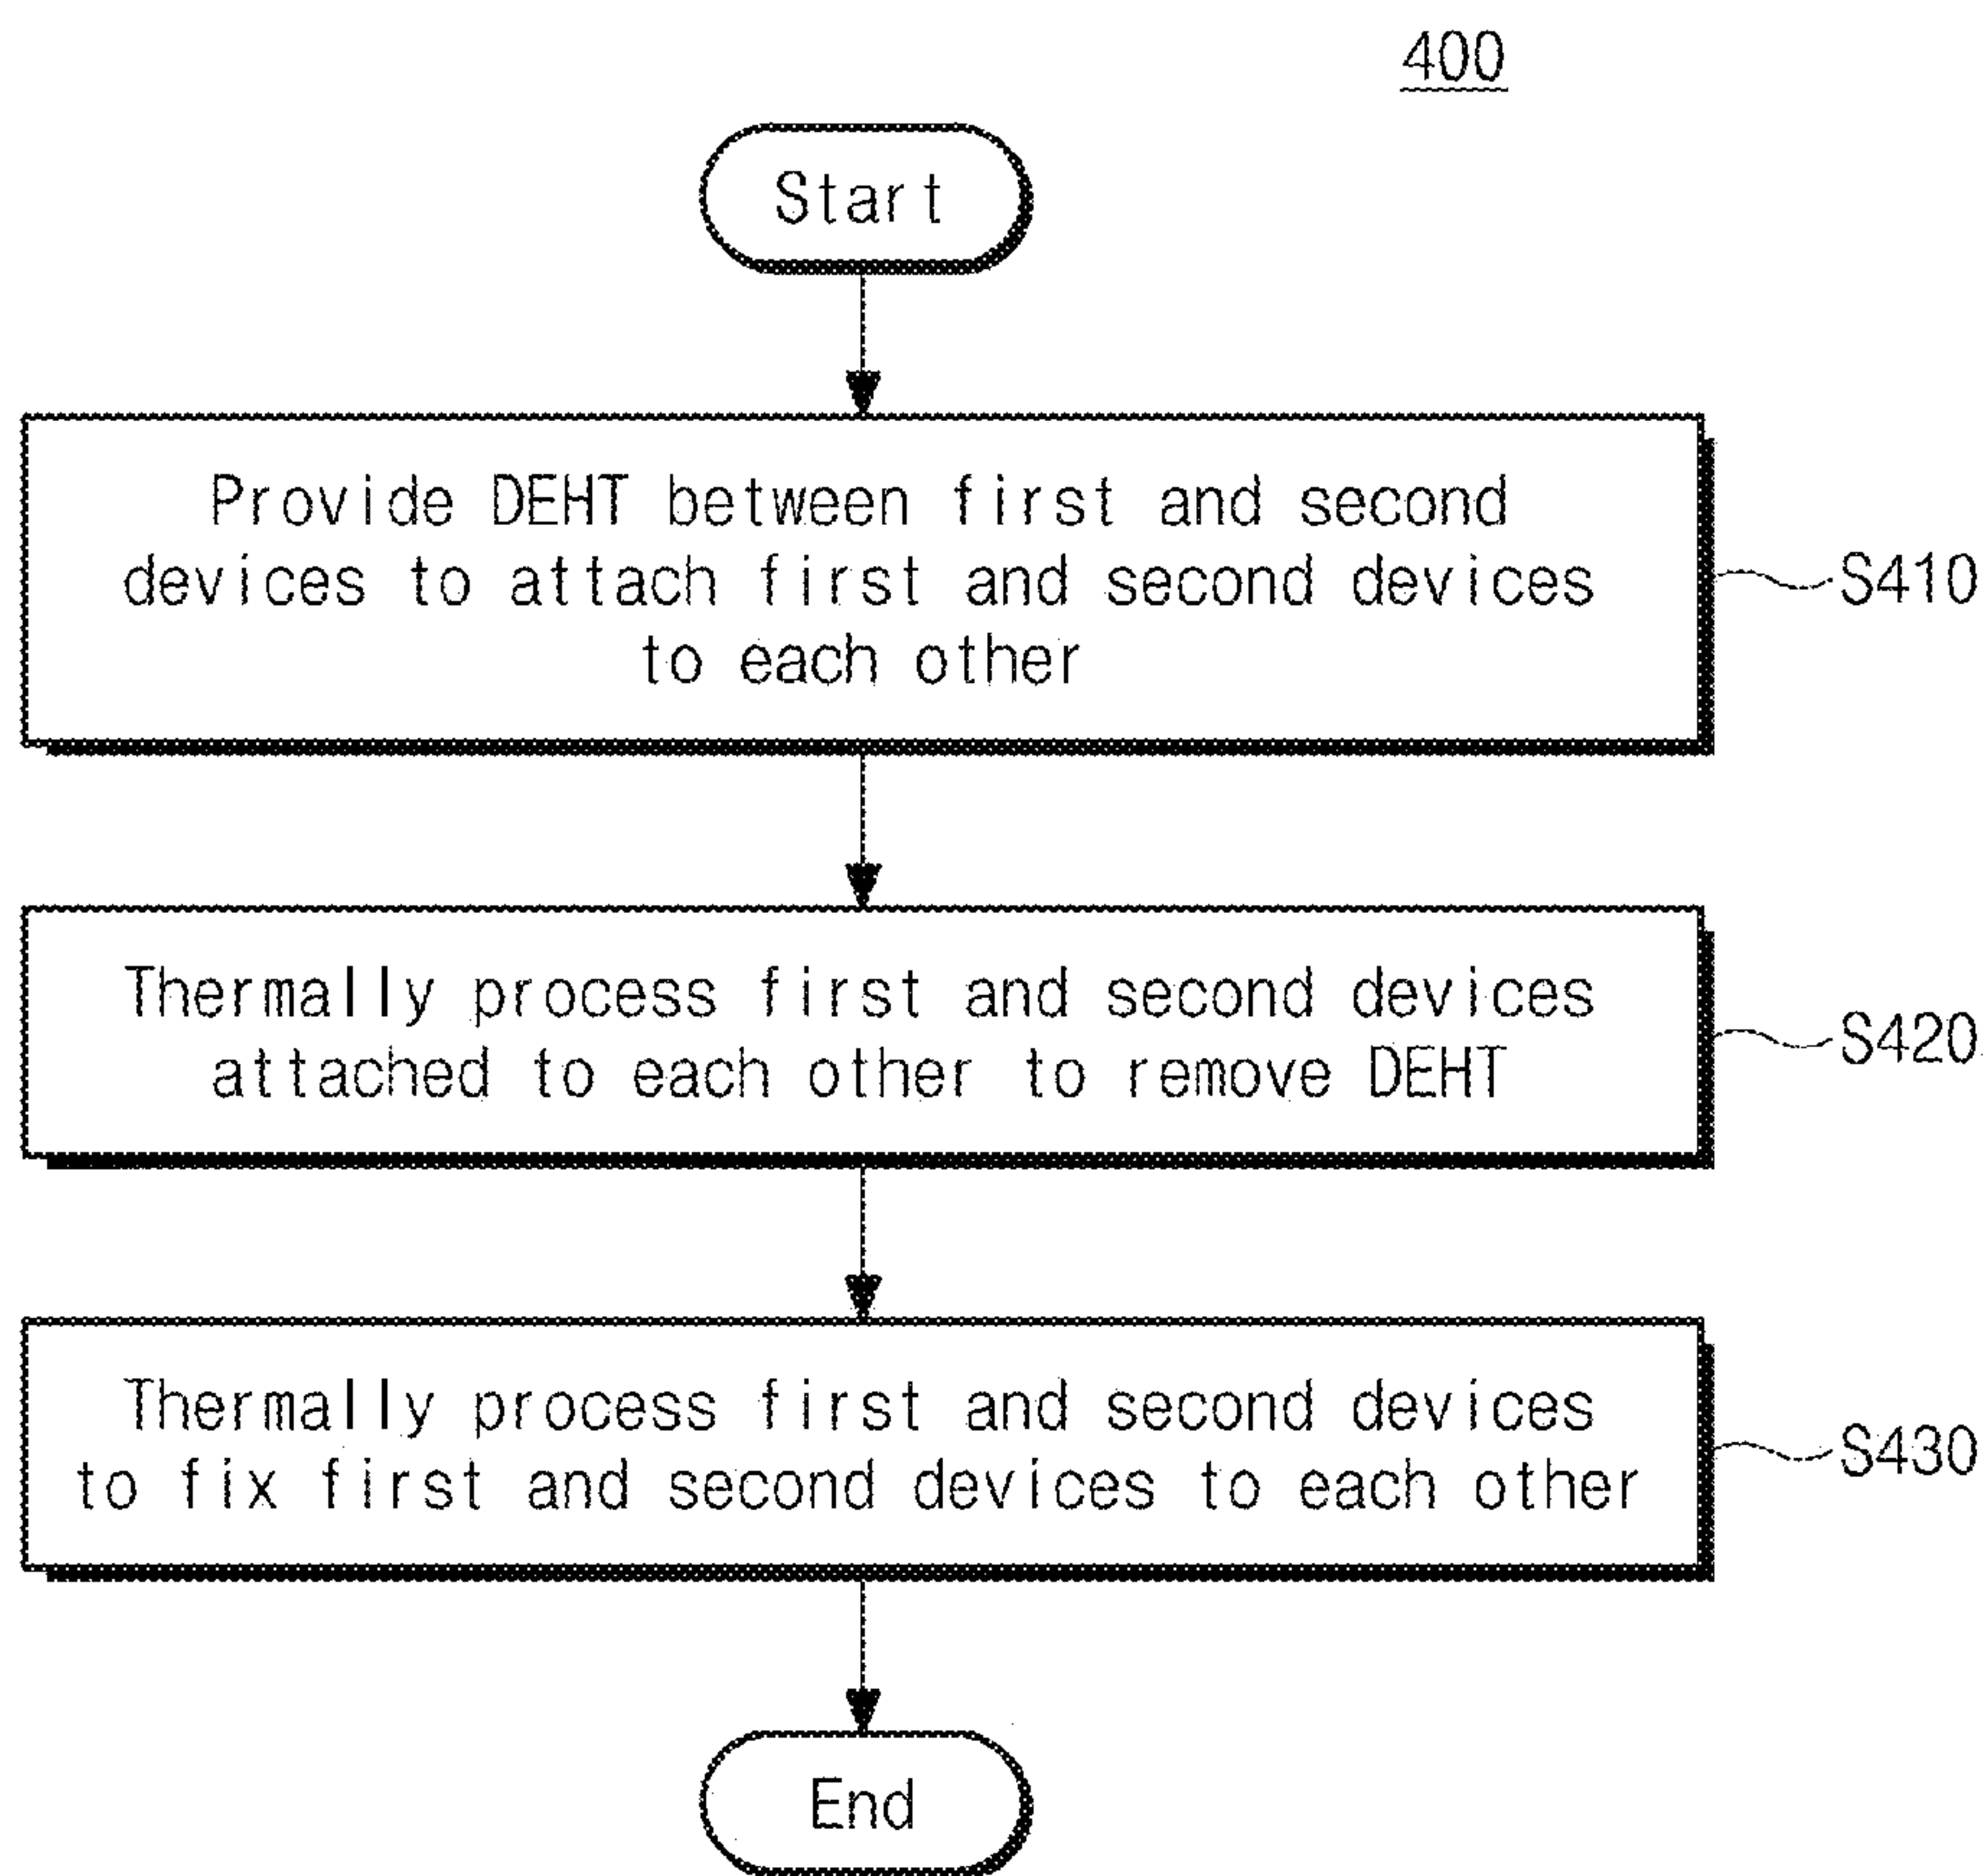 400
Start
Provide DEHT between first and second
devices to attach first and second devices
to each other
S410
Thermally process first and second devices
attached to each other to remove DEHT
S420
Thermally process first and second devices
to fix first and second devices to each other
S430
End